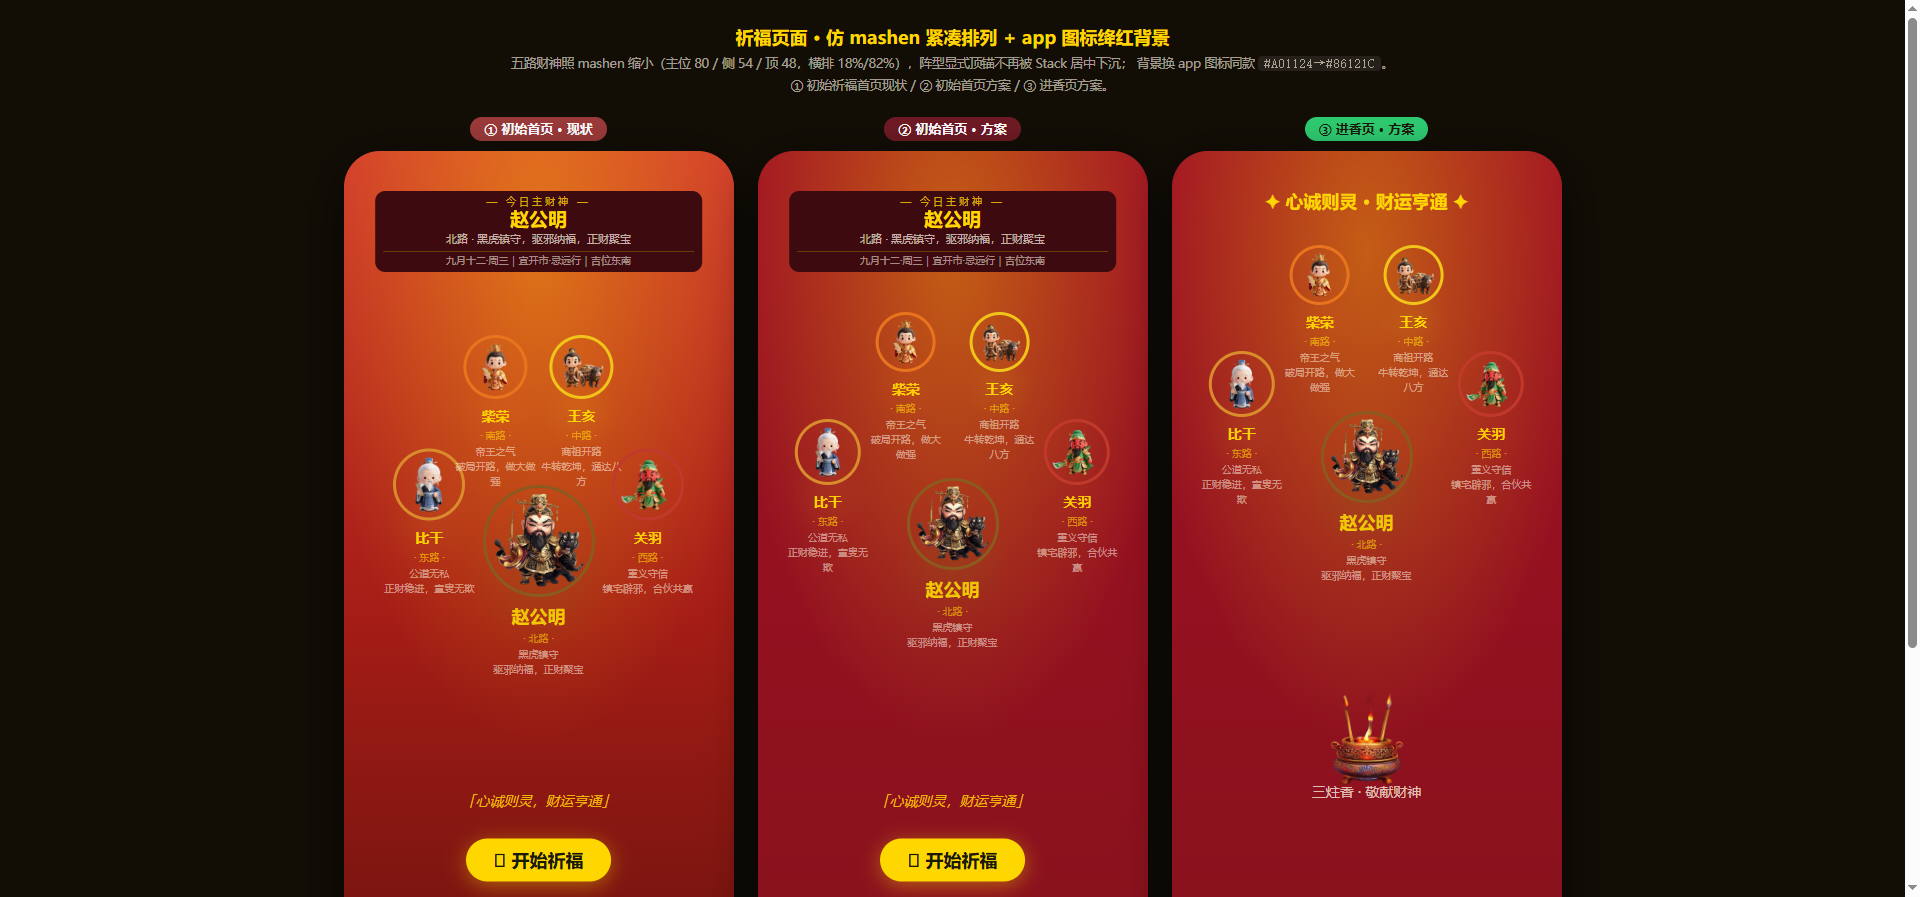 祈福页面 • 仿 mashen 紧凑排列 + app 图标绛红背景
五路财神照 mashen 缩小（主位 80 / 侧 54 / 顶 48，横排 18%/82%），阵型显式顶锚不再被 Stack 居中下沉； 背景换 app 图标同款 #A01124→#86121C 。
① 初始祈福首页现状 / ② 初始首页方案 / ③ 进香页方案。
① 初始首页 • 现状
— 今日主财神 —
赵公明
北路 · 黑虎镇守，驱邪纳福，正财聚宝
九月十二·周三 | 宜开市·忌远行 | 吉位东南
柴荣
· 南路 ·
帝王之气
破局开路，做大做
强
王亥
· 中路 ·
商祖开路
牛转乾坤，通达八
方
比干
· 东路 ·
公道无私
正财稳进，童叟无欺
关羽
· 西路 ·
重义守信
镇宅辟邪，合伙共赢
赵公明
· 北路 ·
黑虎镇守
驱邪纳福，正财聚宝
「心诚则灵，财运亨通」
开始祈福
② 初始首页 • 方案
— 今日主财神 —
赵公明
北路 · 黑虎镇守，驱邪纳福，正财聚宝
九月十二·周三 | 宜开市·忌远行 | 吉位东南
柴荣
· 南路 ·
帝王之气
破局开路，做大
做强
王亥
· 中路 ·
商祖开路
牛转乾坤，通达
八方
比干
· 东路 ·
公道无私
正财稳进，童叟无
欺
关羽
· 西路 ·
重义守信
镇宅辟邪，合伙共
赢
赵公明
· 北路 ·
黑虎镇守
驱邪纳福，正财聚宝
「心诚则灵，财运亨通」
开始祈福
③ 进香页 • 方案
✦ 心诚则灵 • 财运亨通 ✦
柴荣
· 南路 ·
帝王之气
破局开路，做大
做强
王亥
· 中路 ·
商祖开路
牛转乾坤，通达
八方
比干
· 东路 ·
公道无私
正财稳进，童叟无
欺
关羽
· 西路 ·
重义守信
镇宅辟邪，合伙共
赢
赵公明
· 北路 ·
黑虎镇守
驱邪纳福，正财聚宝
三炷香 · 敬献财神